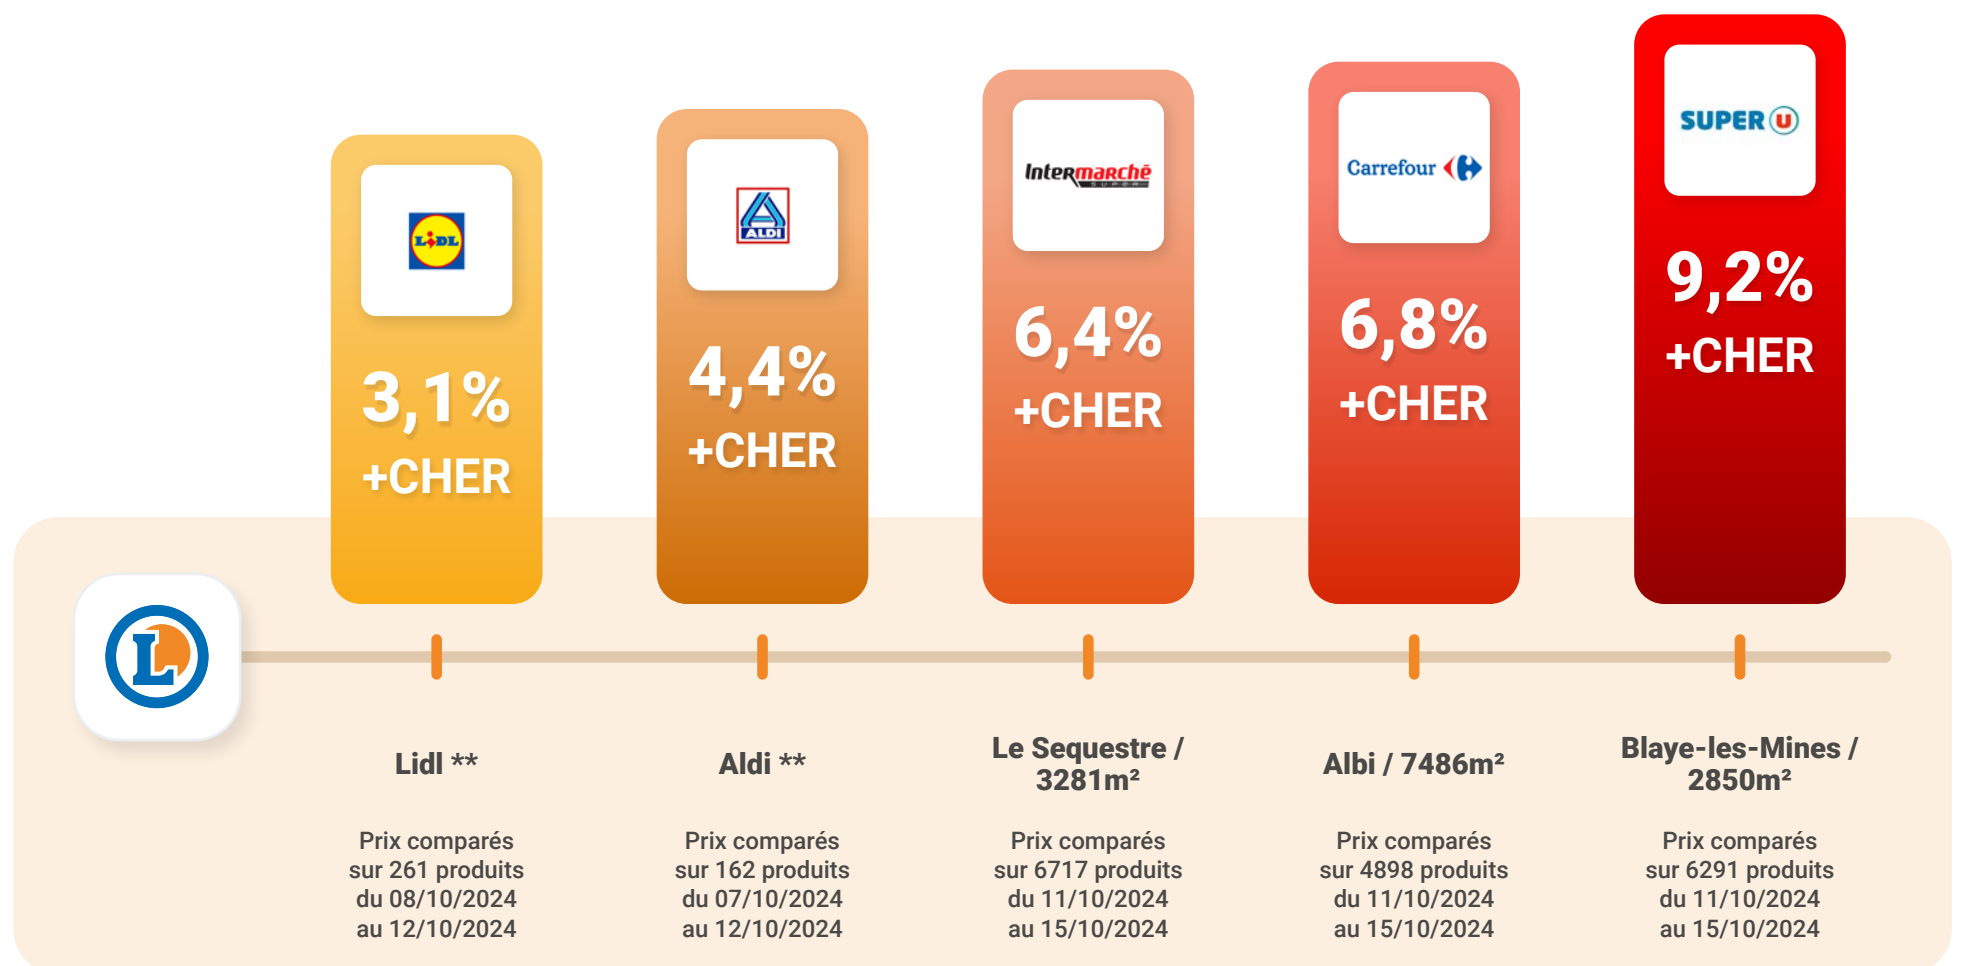 LIDL
3,1%
+CHER
ALDI
4,4%
+CHER
Intermarchē
SUPER
6,4%
+CHER
Carrefour
6,8%
+CHER
SUPER U
9,2%
+CHER
L
Lidl **
Prix comparés
sur 261 produits
du 08/10/2024
au 12/10/2024
Aldi **
Prix comparés
sur 162 produits
du 07/10/2024
au 12/10/2024
Le Sequestre /
3281m²
Prix comparés
sur 6717 produits
du 11/10/2024
au 15/10/2024
Albi / 7486m²
Prix comparés
sur 4898 produits
du 11/10/2024
au 15/10/2024
Blaye-les-Mines /
2850m²
Prix comparés
sur 6291 produits
du 11/10/2024
au 15/10/2024